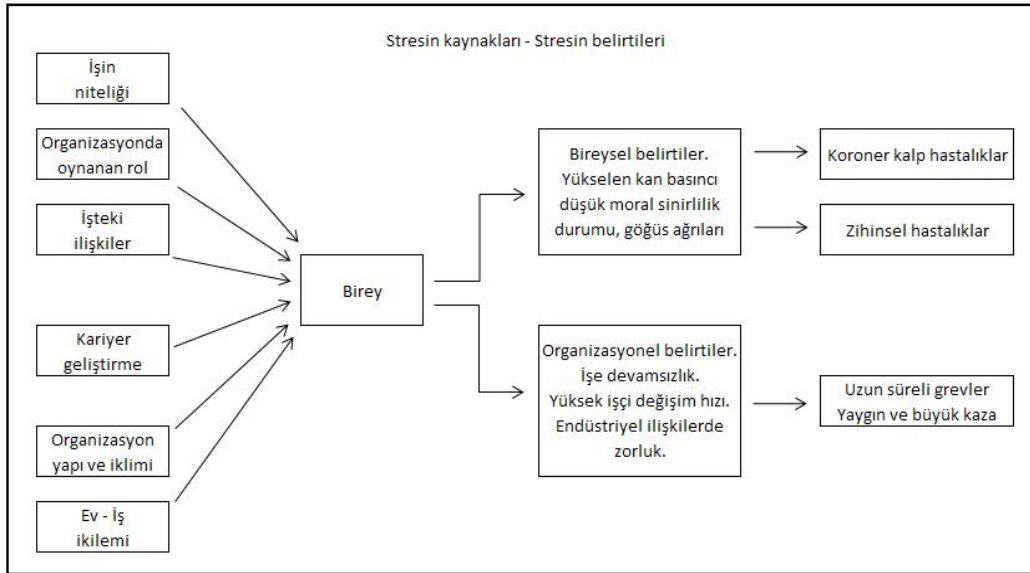 Stresin kaynakları - Stresin belirtileri
İşin
niteliği
Organizasyonda
oynanan rol
İşteki
ilişkiler
Kariyer
geliştirme
Organizasyon
yapı ve iklimi
Ev - İş
ikilemi
Birey
Bireysel belirtiler.
Yükselen kan basıncı
düşük moral sinirlilik
durumu, göğüs ağrıları
Organizasyonel belirtiler.
İşe devamsızlık.
Yüksek işçi değişim hızı.
Endüstriyel ilişkilerde
zorluk.
Koroner kalp hastalıklar
Zihinsel hastalıklar
Uzun süreli grevler
Yaygın ve büyük kaza